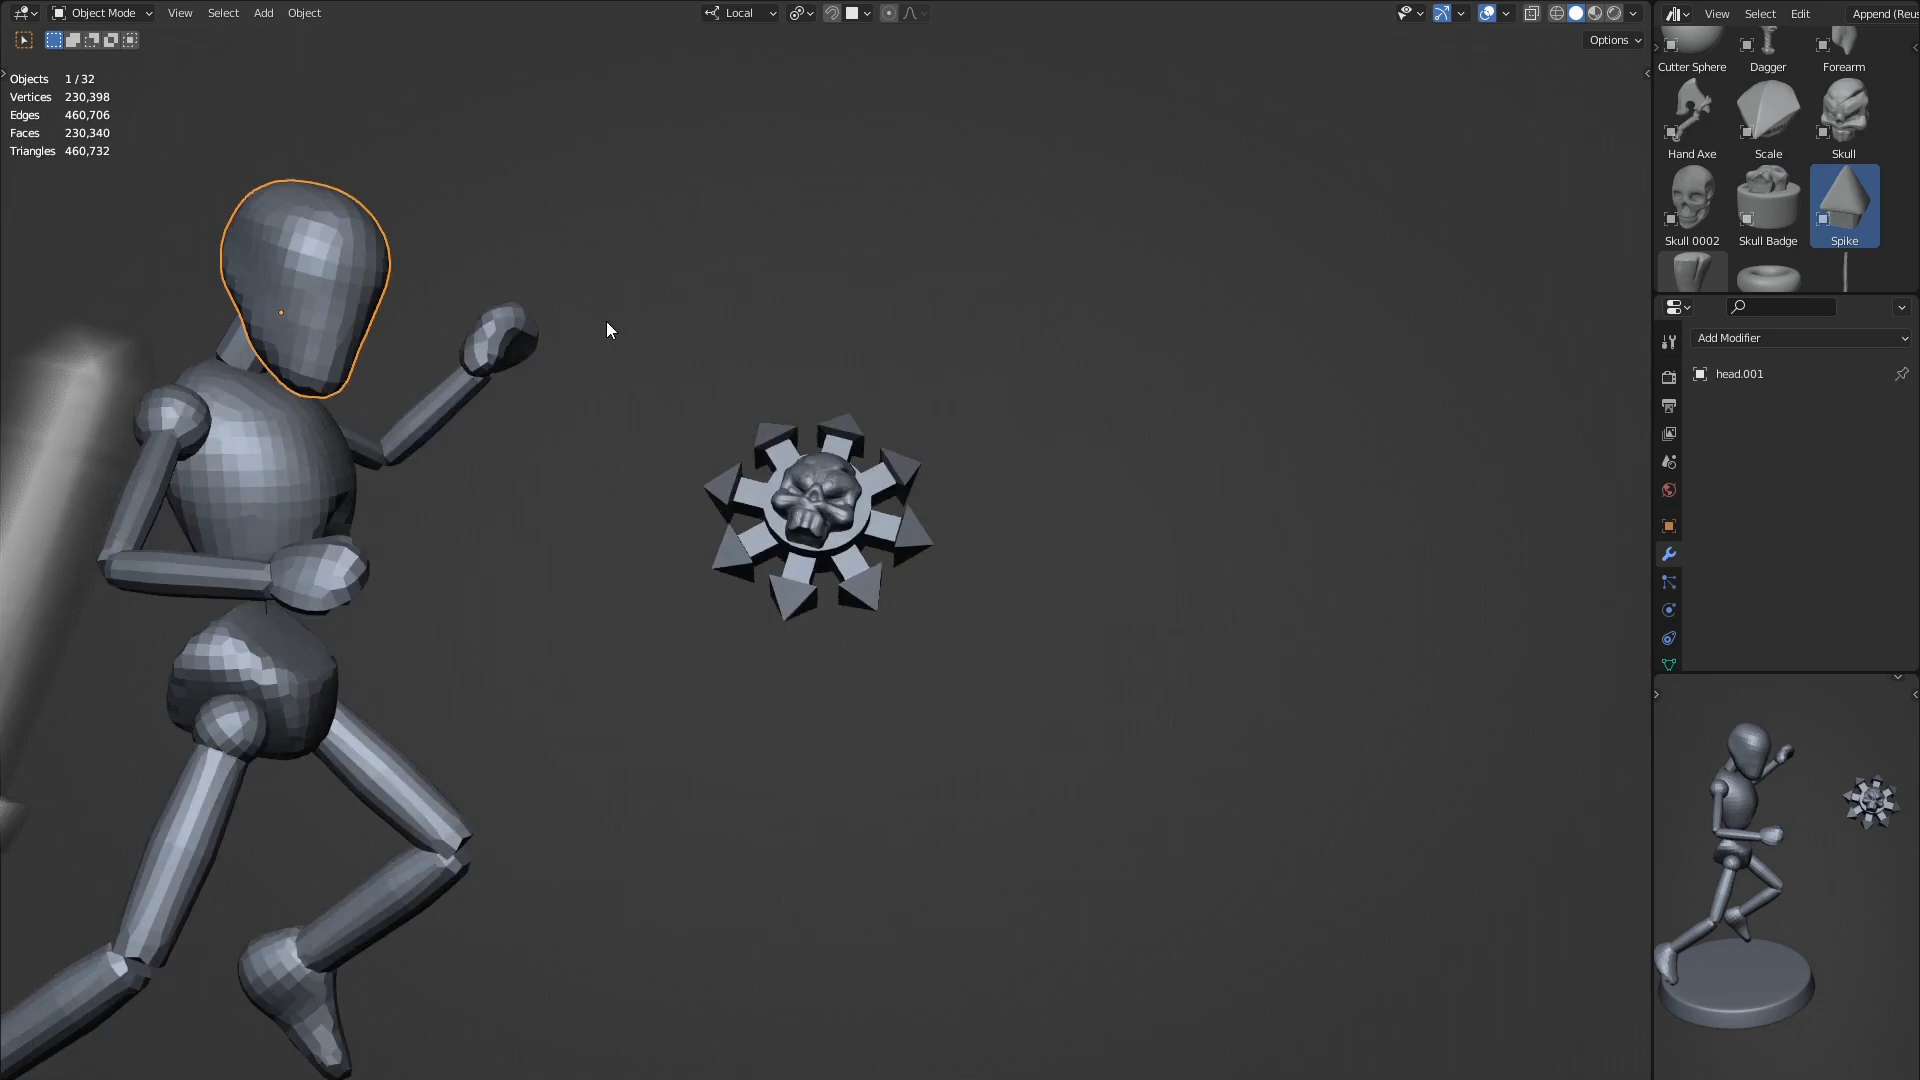 Object Mode
View
Select
Add
Object
Local
Options
Objects 1 / 32
Vertices 230,398
Edges 460,706
Faces 230,340
Triangles 460,732
View
Select
Edit
Append (Reus
Cutter Sphere
Dagger
Forearm
Hand Axe
Scale
Skull
Skull 0002
Skull Badge
Spike
Add Modifier
head.001